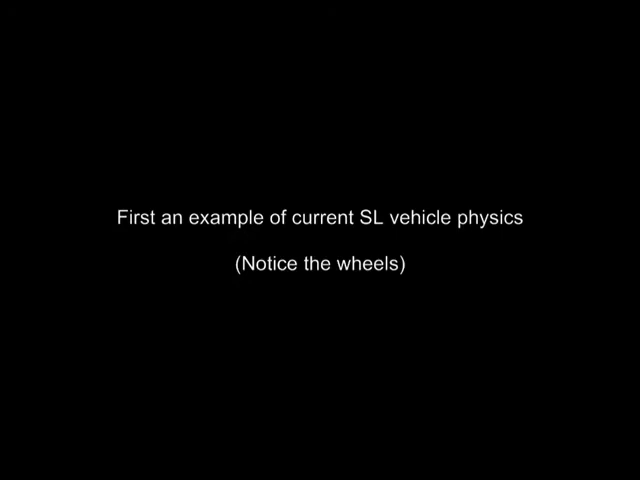 First an example of current SL vehicle physics
(Notice the wheels)